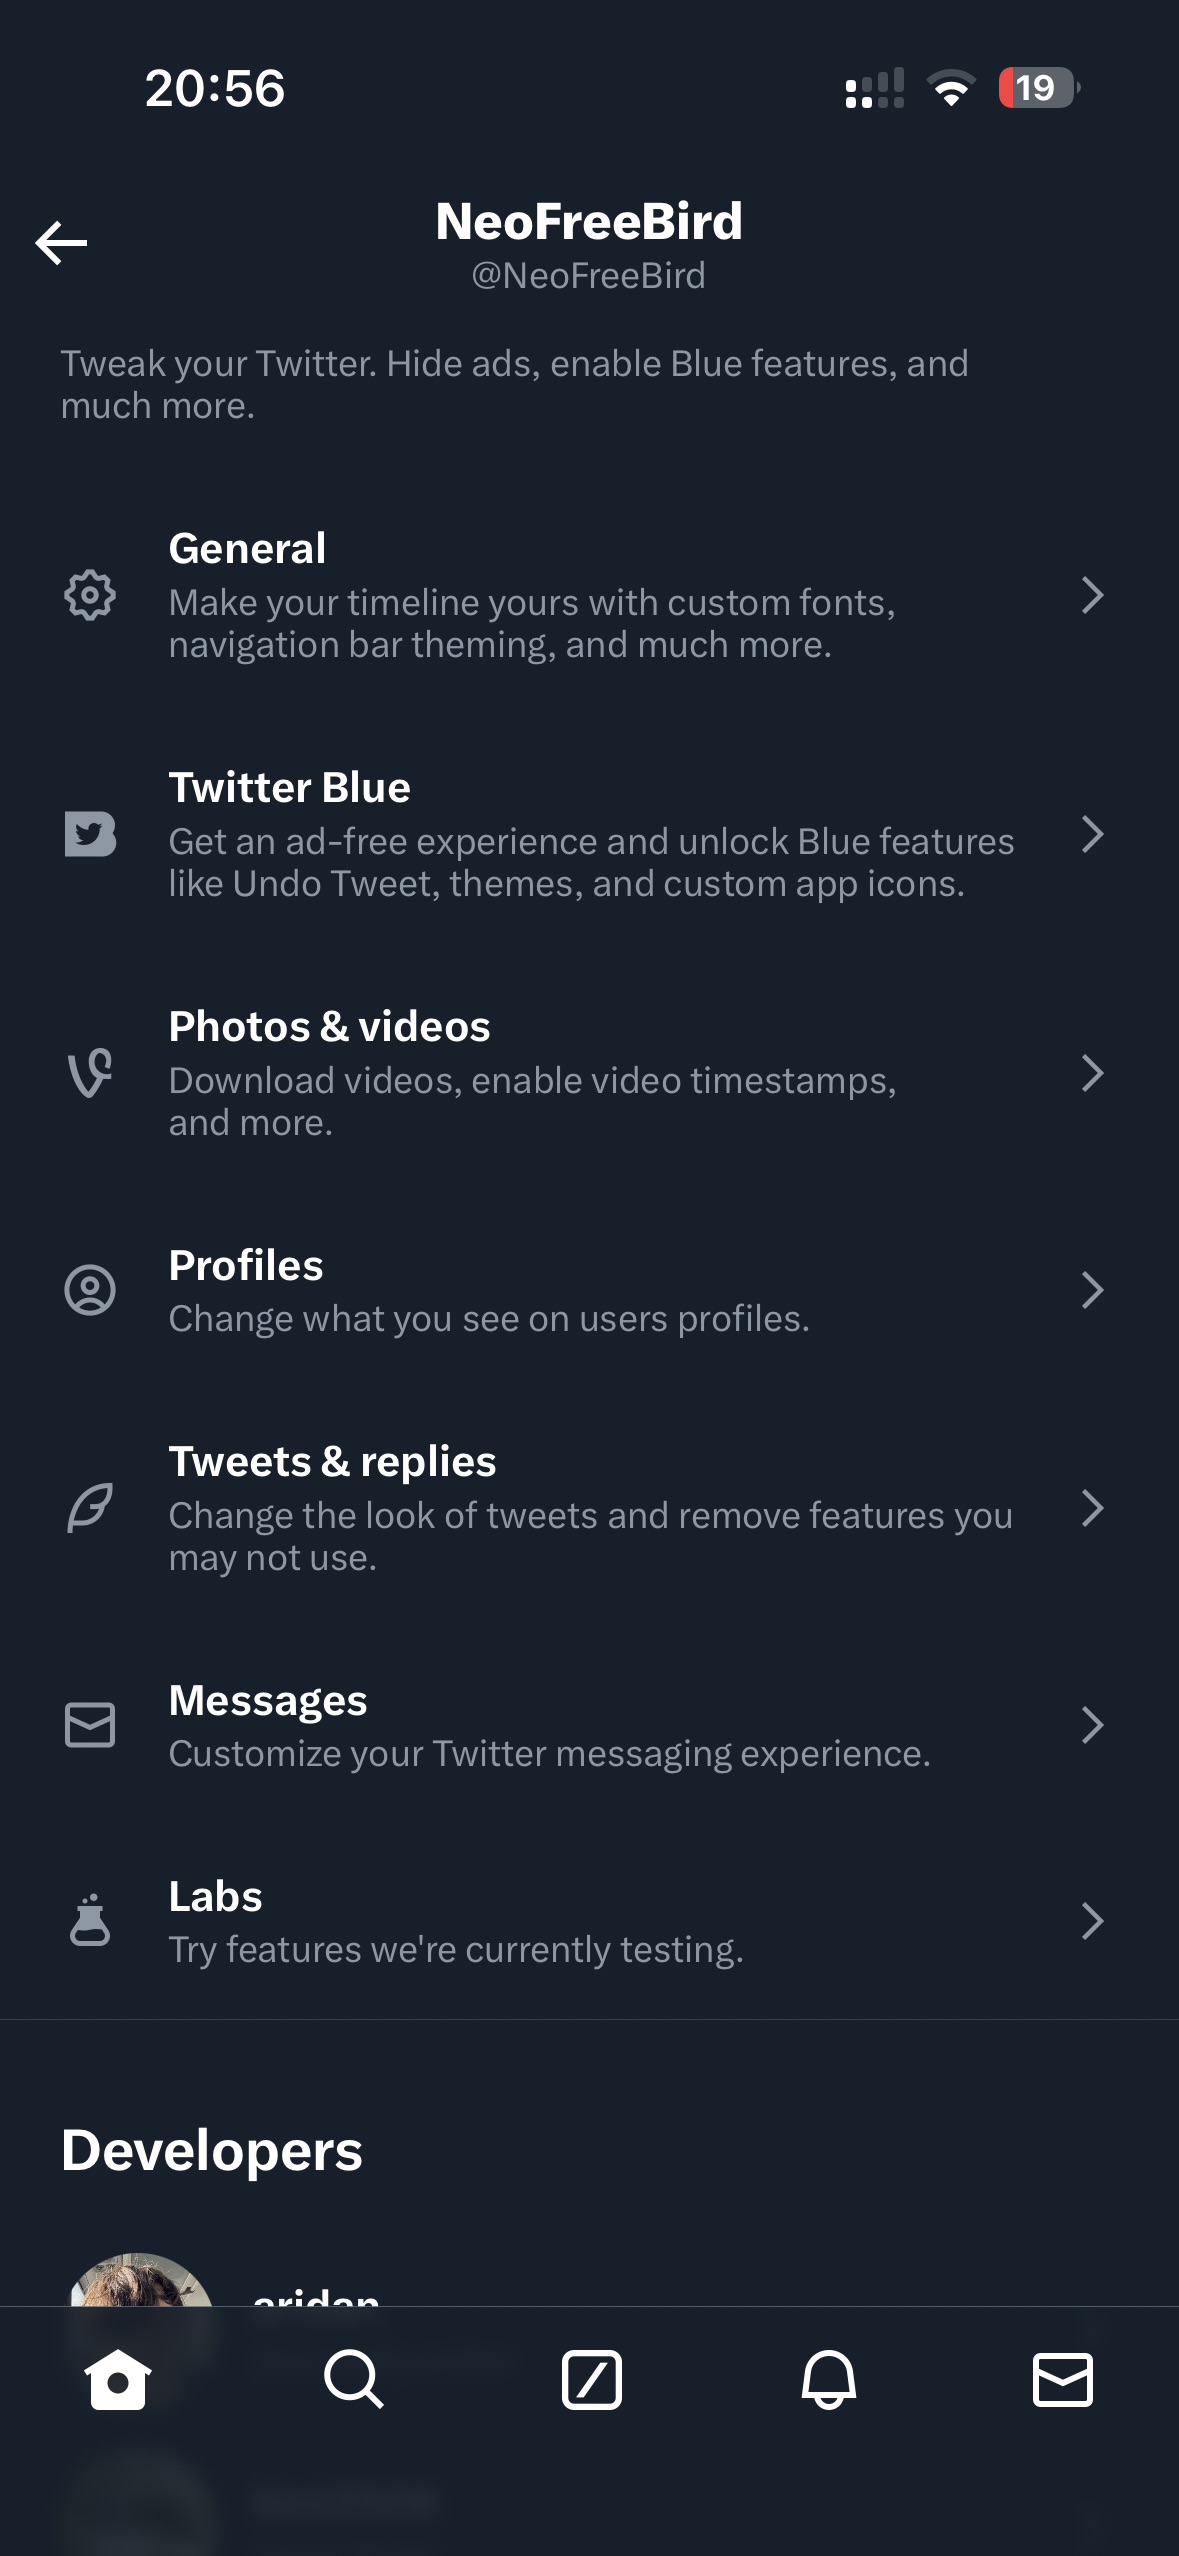 20:56
19
NeoFreeBird
@NeoFreeBird
Tweak your Twitter. Hide ads, enable Blue features, and
much more.
General
Make your timeline yours with custom fonts,
navigation bar theming, and much more.
Twitter Blue
Get an ad-free experience and unlock Blue features
like Undo Tweet, themes, and custom app icons.
Photos & videos
Download videos, enable video timestamps,
and more.
Profiles
Change what you see on users profiles.
Tweets & replies
Change the look of tweets and remove features you
may not use.
Messages
Customize your Twitter messaging experience.
Labs
Try features we're currently testing.
Developers
aridan